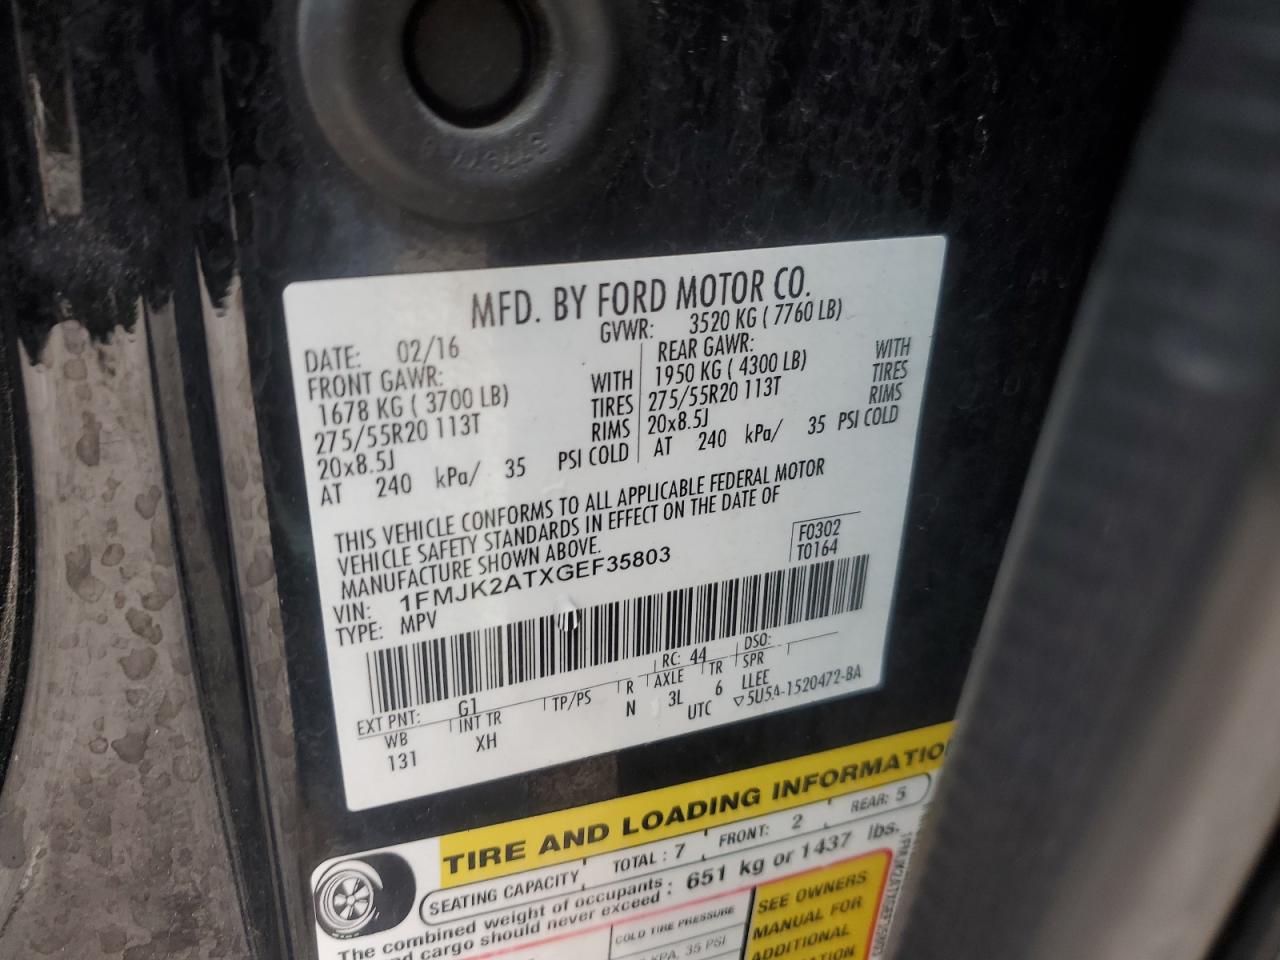 MFD. BY FORD MOTOR CO.
DATE: 02/16 GVWR: 3520 KG ( 7760 LB)
FRONT GAWR: REAR GAWR:
1678 KG ( 3700 LB) WITH 1950 KG ( 4300 LB) WITH
275/55R20 113T TIRES 275/55R20 113T TIRES
20x8.5J RIMS 20x8.5J RIMS
AT 240 kPa/ 35 PSI COLD AT 240 kPa/ 35 PSI COLD
THIS VEHICLE CONFORMS TO ALL APPLICABLE FEDERAL MOTOR
VEHICLE SAFETY STANDARDS IN EFFECT ON THE DATE OF
MANUFACTURE SHOWN ABOVE.
F0302
T0164
VIN: 1FMJK2ATXGEF35803
TYPE: MPV
EXT PNT: G1 RC: 44 DSO:
WB INT TR TP/PS R AXLE TR SPR
131 XH N 3L 6 LLEE
UTC ▽5U5A-1520472-BA
TIRE AND LOADING INFORMATIO
SEATING CAPACITY TOTAL : 7 FRONT: 2 REAR: 5
The combined weight of occupants : 651 kg or 1437 lbs.
nd cargo should never exceed
COLD TIRE PRESSURE
KPA, 35 PSI
SEE OWNERS
MANUAL FOR
ADDITIONAL